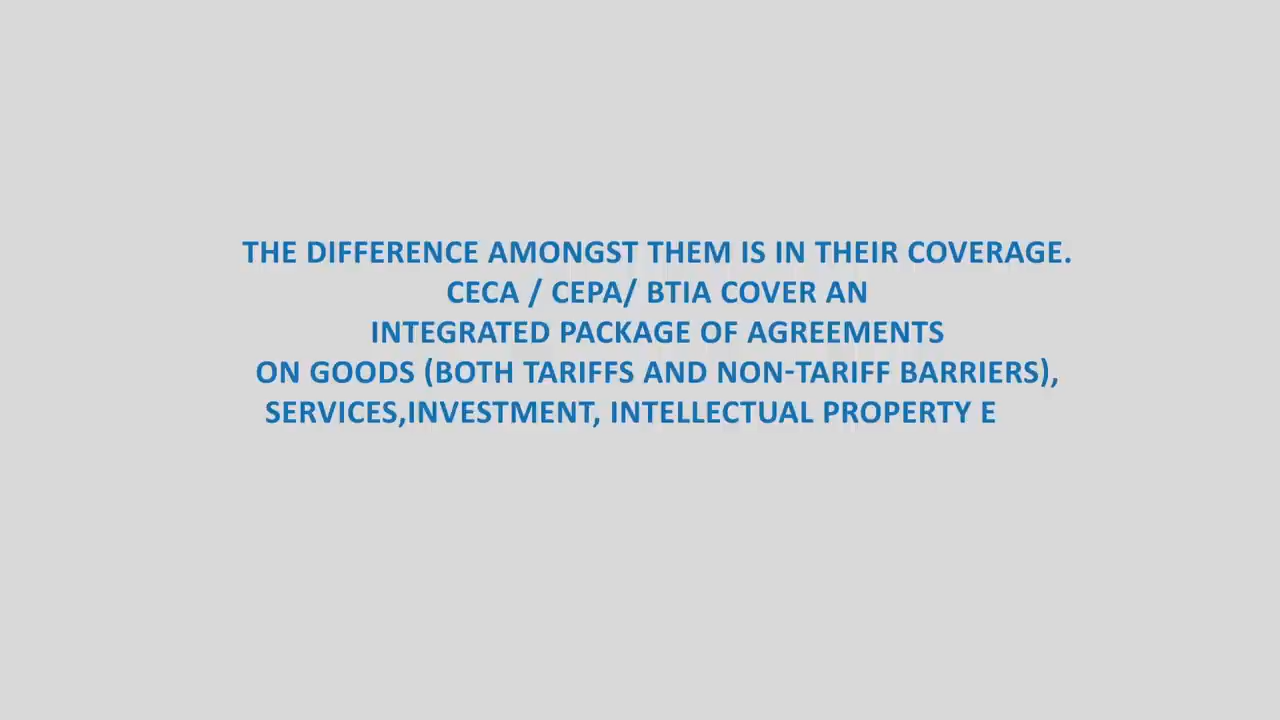 THE DIFFERENCE AMONGST THEM IS IN THEIR COVERAGE.
CECA / CEPA/ BTIA COVER AN
INTEGRATED PACKAGE OF AGREEMENTS
ON GOODS (BOTH TARIFFS AND NON-TARIFF BARRIERS),
SERVICES,INVESTMENT, INTELLECTUAL PROPERTY E